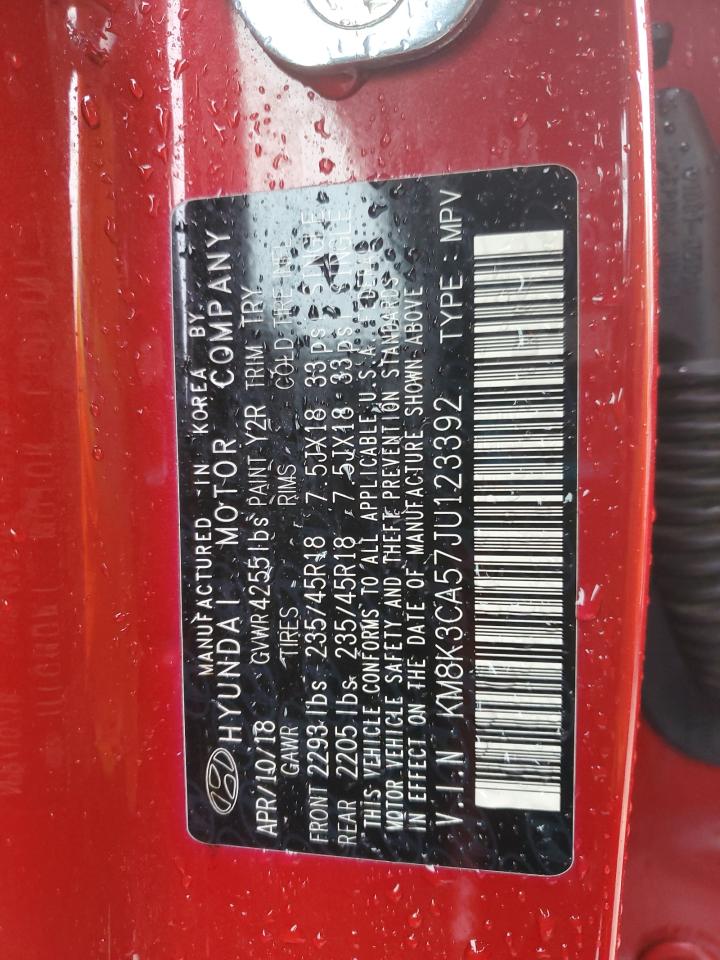 MANUFACTURED IN KOREA BY:
HYUNDAI MOTOR COMPANY
APR/10/18 GVWR 4255lbs PAINT Y2R TRIM TRY
GAWR TIRES RIMS COLD TIRE INFL
FRONT 2293 lbs 235/45R18 7.5JX18 33 psi SINGLE
REAR 2205 lbs 235/45R18 7.5JX18 33 psi SINGLE
THIS VEHICLE CONFORMS TO ALL APPLICABLE U.S.A. FEDERAL
MOTOR VEHICLE SAFETY AND THEFT PREVENTION STANDARDS
IN EFFECT ON THE DATE OF MANUFACTURE SHOWN ABOVE
V.I.N KM8K3CA57JU123392 TYPE : MPV